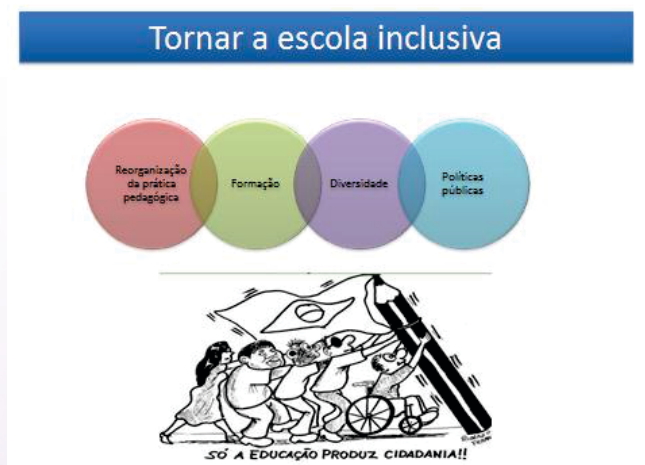 Tornar a escola inclusiva
Reorganização
da prática
pedagógica
Formação
Diversidade
Políticas
públicas
SÓ A EDUCAÇÃO PRODUZ CIDADANIA!!